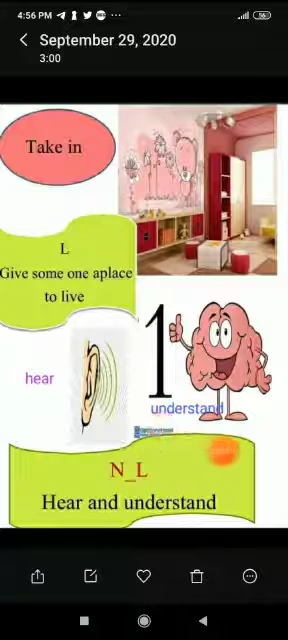 4:56 PM
56
September 29, 2020
3:00
Take in
L
Give some one aplace
to live
hear
1
understand
N_L
Hear and understand